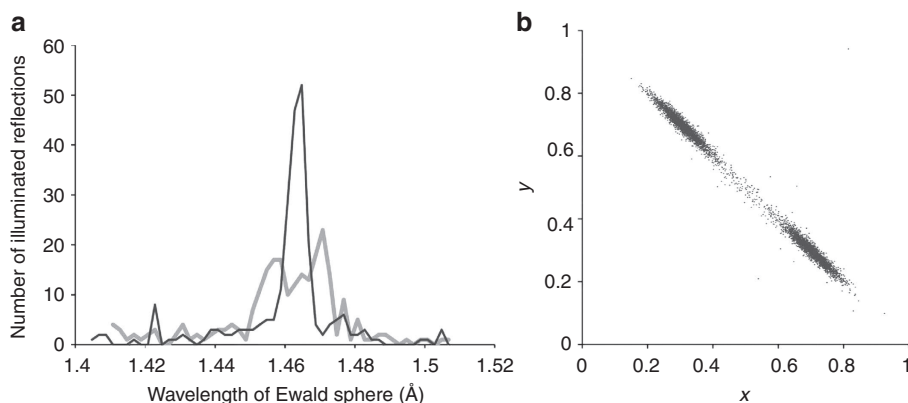 a
Number of illuminated reflections
60
50
40
30
20
10
0
1.4 1.42 1.44 1.46 1.48 1.5 1.52
Wavelength of Ewald sphere (Å)
b
y
1
0.8
0.6
0.4
0.2
0
0 0.2 0.4 0.6 0.8 1
x